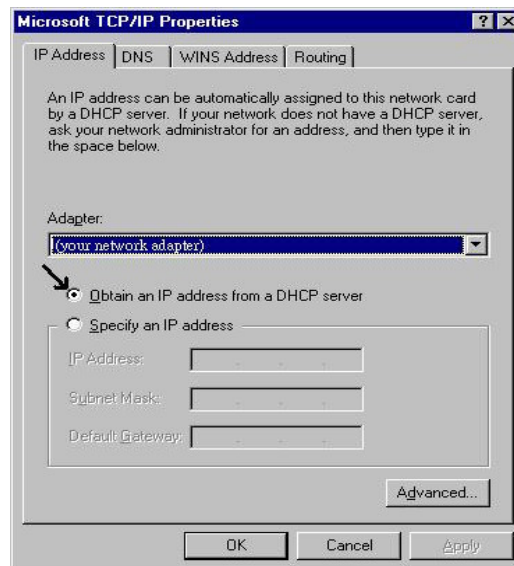 Microsoft TCP/IP Properties
IP Address DNS WINS Address Routing
An IP address can be automatically assigned to this network card
by a DHCP server. If your network does not have a DHCP server,
ask your network administrator for an address, and then type it in
the space below.
Adapter:
(your network adapter)
Obtain an IP address from a DHCP server
Specify an IP address
IP Address:
Subnet Mask:
Default Gateway:
Advanced...
OK Cancel Apply